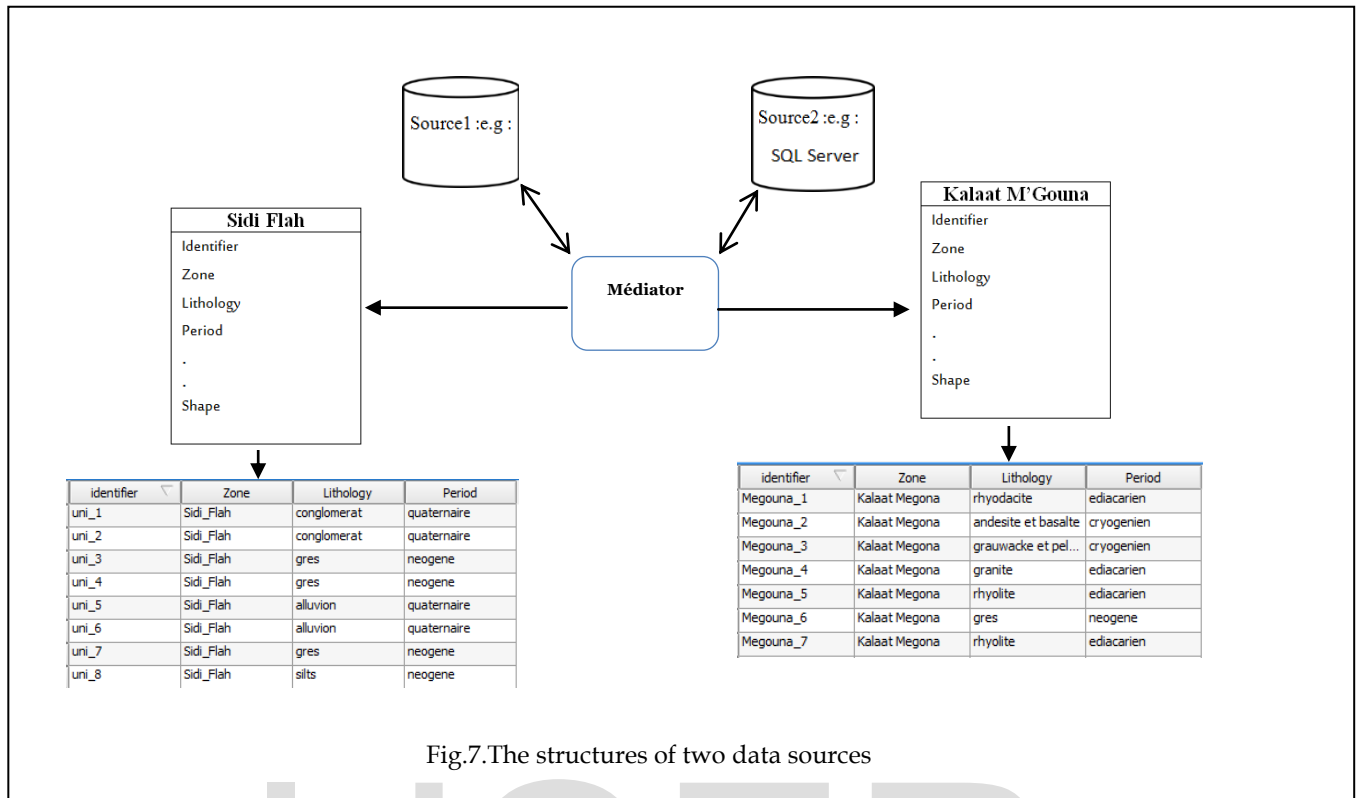 Source1 :e.g :
Source2 :e.g :
SQL Server
Médiator
Sidi Flah
Identifier
Zone
Lithology
Period
.
.
Shape
Kalaat M’Gouna
Identifier
Zone
Lithology
Period
.
.
Shape
identifier Zone Lithology Period
uni_1 Sidi_Flah conglomerat quaternaire
uni_2 Sidi_Flah conglomerat quaternaire
uni_3 Sidi_Flah gres neogene
uni_4 Sidi_Flah gres neogene
uni_5 Sidi_Flah alluvion quaternaire
uni_6 Sidi_Flah alluvion quaternaire
uni_7 Sidi_Flah gres neogene
uni_8 Sidi_Flah silts neogene
identifier Zone Lithology Period
Megouna_1 Kalaat Megona rhyodacite ediacarien
Megouna_2 Kalaat Megona andesite et basalte cryogenien
Megouna_3 Kalaat Megona grauwacke et pel... cryogenien
Megouna_4 Kalaat Megona granite ediacarien
Megouna_5 Kalaat Megona rhyolite ediacarien
Megouna_6 Kalaat Megona gres neogene
Megouna_7 Kalaat Megona rhyolite ediacarien
Fig.7.The structures of two data sources